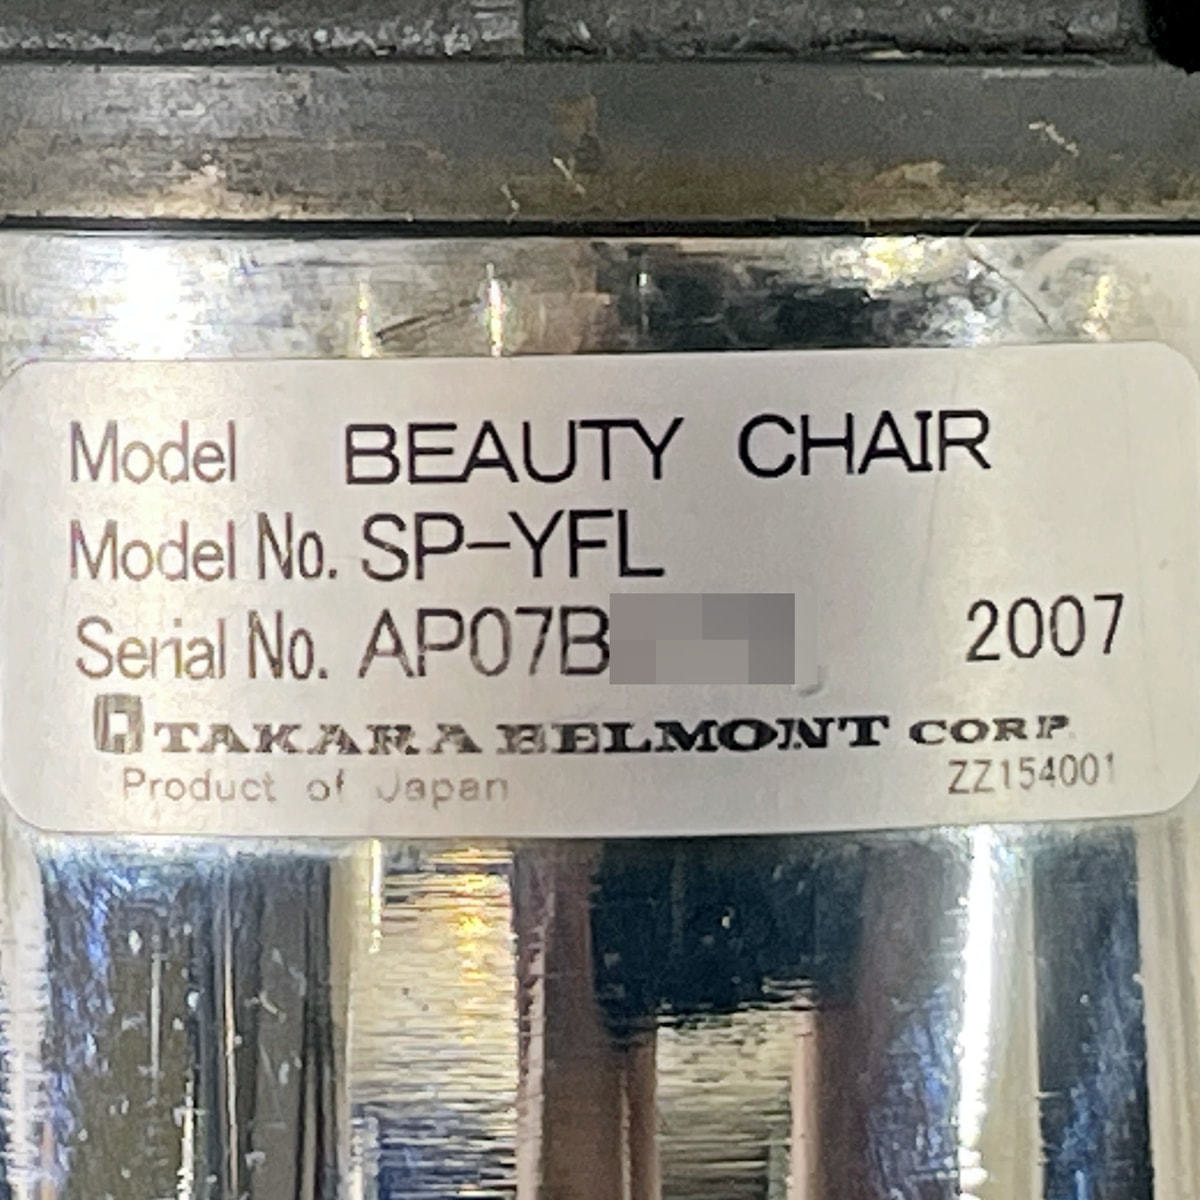 Model BEAUTY CHAIR
Model No. SP-YFL
Serial No. AP07B 2007
TAKARA BELMONT CORP.
Product of Japan ZZ154001